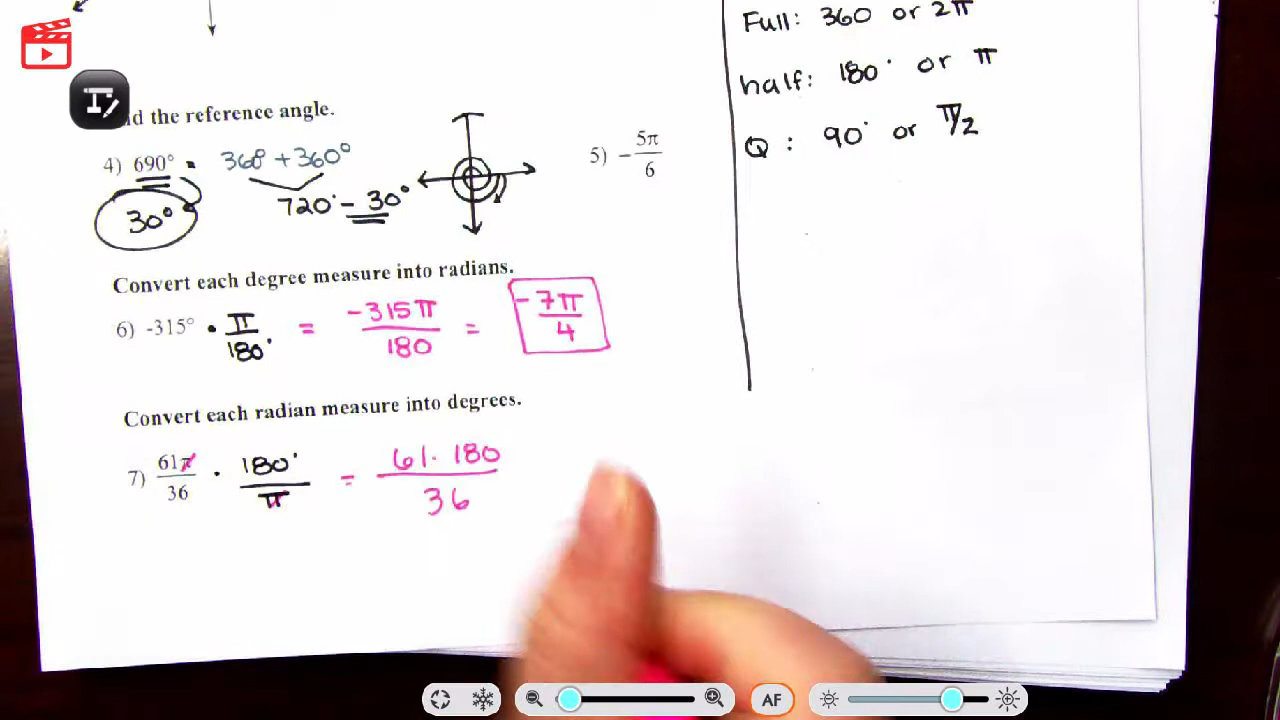 Full: 360 or 2π
half: 180° or π
Q : 90° or π/2
d the reference angle.
4) 690° = 360° + 360°
720° - 30°
30°
5) -5π/6
Convert each degree measure into radians.
6) -315° · π/180° = -315π/180 = -7π/4
Convert each radian measure into degrees.
7) 61π/36 · 180°/π = 61·180/36
AF